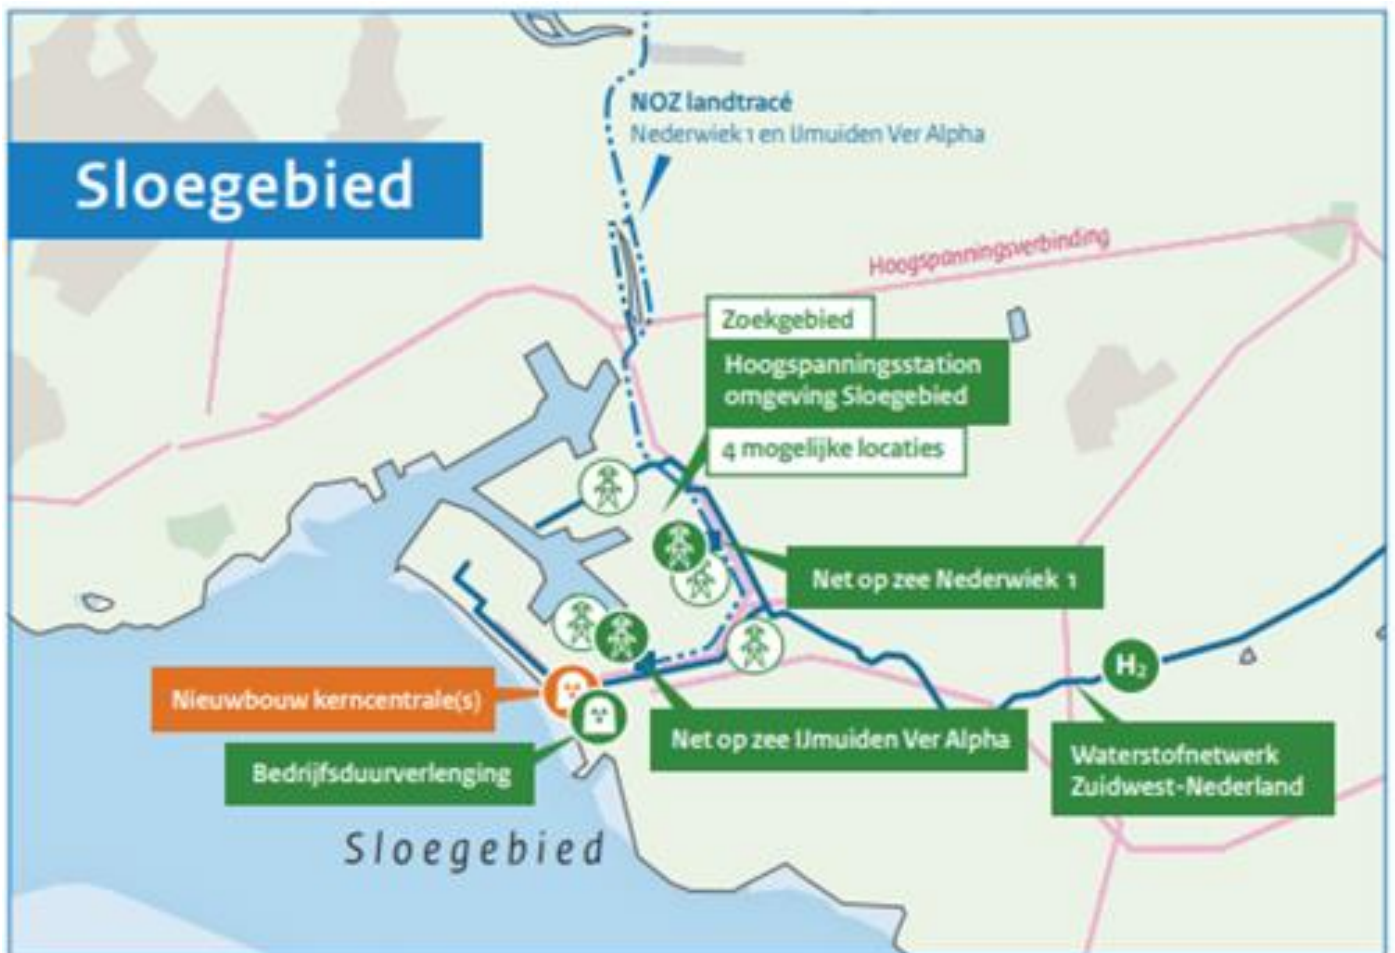 NOZ landtracé
Nederwiek 1 en IJmuiden Ver Alpha
Sloegebied
Hoogspanningsverbinding
Zoekgebied
Hoogspanningsstation
omgeving Sloegebied
4 mogelijke locaties
Net op zee Nederwiek 1
H₂
Nieuwbouw kerncentrale(s)
Net op zee IJmuiden Ver Alpha
Bedrijfsduurverlenging
Waterstofnetwerk
Zuidwest-Nederland
Sloegebied